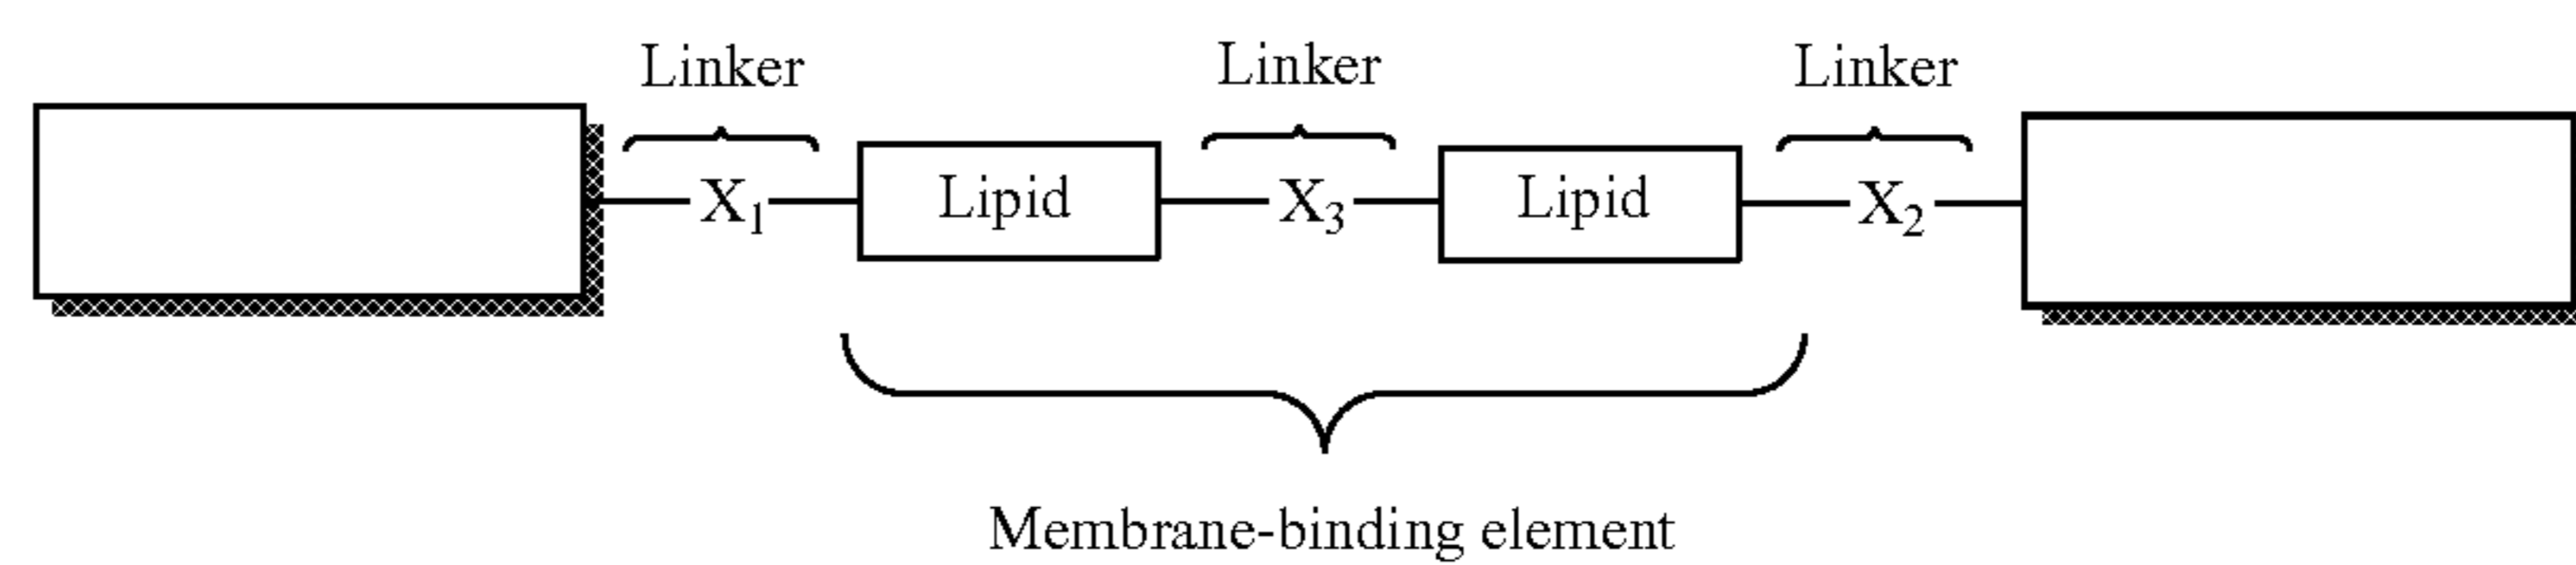 Linker Linker Linker
X₁ Lipid X₃ Lipid X₂
Membrane-binding element